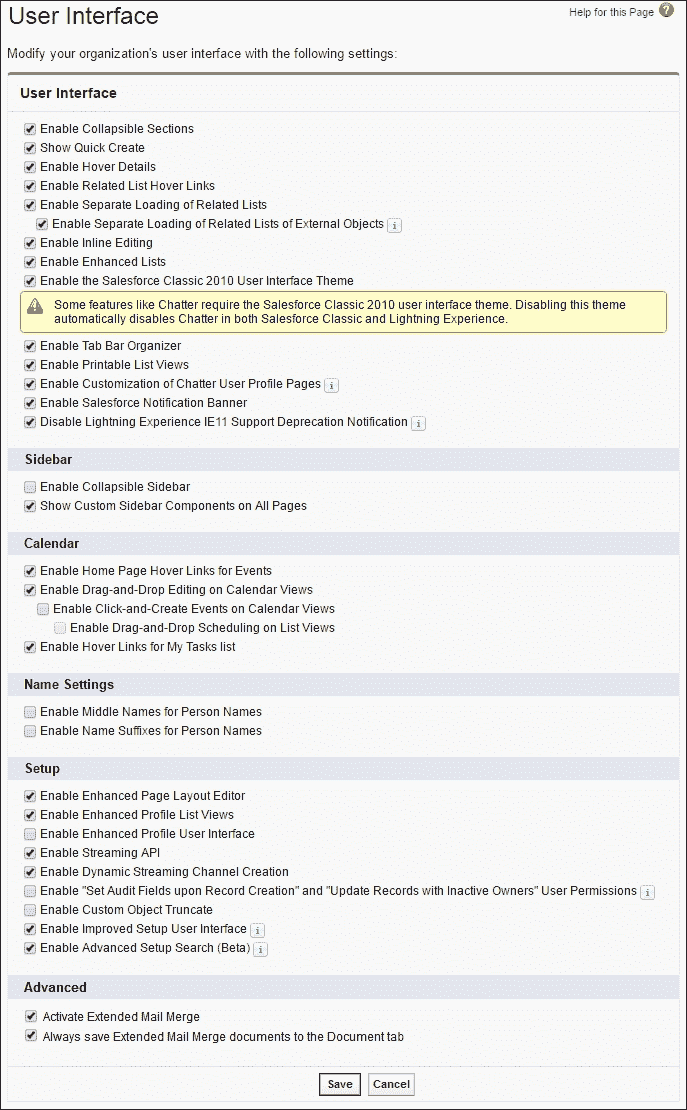 User Interface
Help for this Page ?
Modify your organization's user interface with the following settings:
User Interface
Enable Collapsible Sections
Show Quick Create
Enable Hover Details
Enable Related List Hover Links
Enable Separate Loading of Related Lists
Enable Separate Loading of Related Lists of External Objects i
Enable Inline Editing
Enable Enhanced Lists
Enable the Salesforce Classic 2010 User Interface Theme
Some features like Chatter require the Salesforce Classic 2010 user interface theme. Disabling this theme
automatically disables Chatter in both Salesforce Classic and Lightning Experience.
Enable Tab Bar Organizer
Enable Printable List Views
Enable Customization of Chatter User Profile Pages i
Enable Salesforce Notification Banner
Disable Lightning Experience IE11 Support Deprecation Notification i
Sidebar
Enable Collapsible Sidebar
Show Custom Sidebar Components on All Pages
Calendar
Enable Home Page Hover Links for Events
Enable Drag-and-Drop Editing on Calendar Views
Enable Click-and-Create Events on Calendar Views
Enable Drag-and-Drop Scheduling on List Views
Enable Hover Links for My Tasks list
Name Settings
Enable Middle Names for Person Names
Enable Name Suffixes for Person Names
Setup
Enable Enhanced Page Layout Editor
Enable Enhanced Profile List Views
Enable Enhanced Profile User Interface
Enable Streaming API
Enable Dynamic Streaming Channel Creation
Enable "Set Audit Fields upon Record Creation" and "Update Records with Inactive Owners" User Permissions i
Enable Custom Object Truncate
Enable Improved Setup User Interface i
Enable Advanced Setup Search (Beta) i
Advanced
Activate Extended Mail Merge
Always save Extended Mail Merge documents to the Document tab
Save Cancel